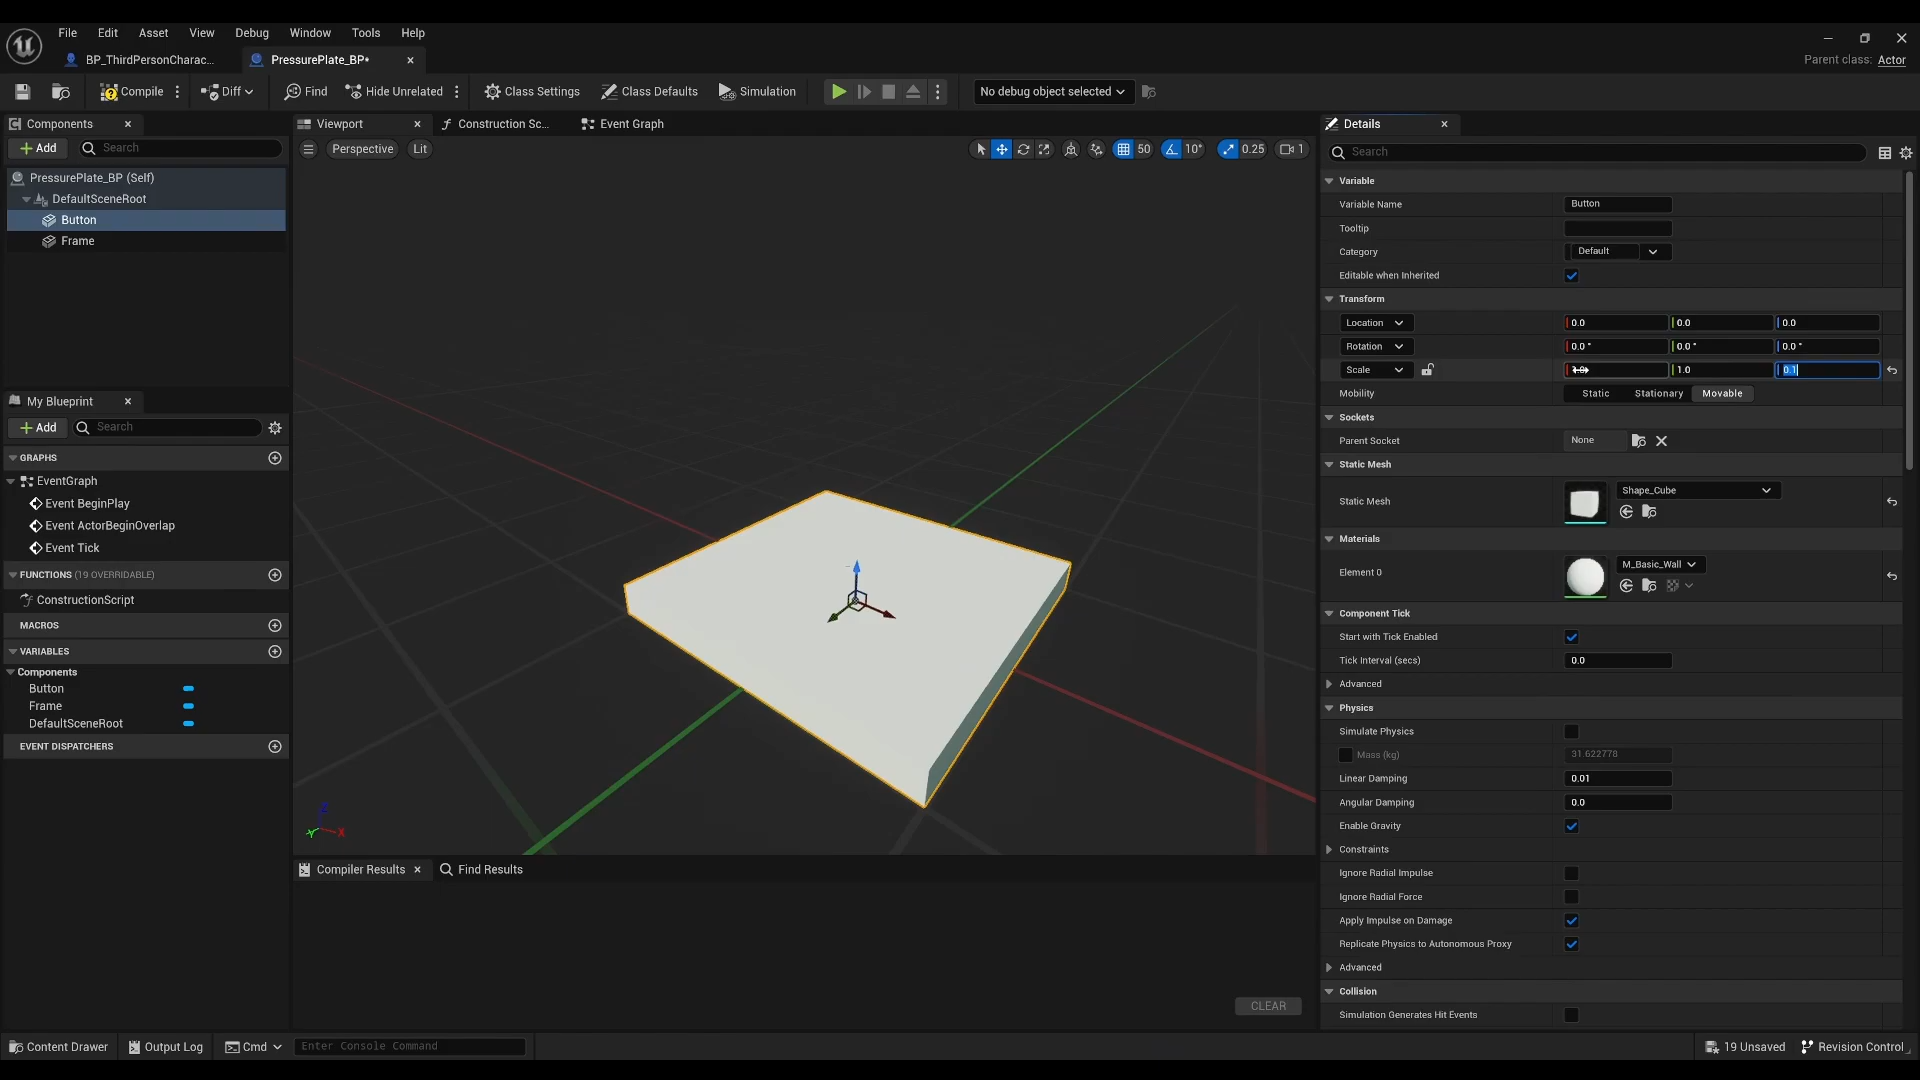 File Edit Asset View Debug Window Tools Help
BP_ThirdPersonCharac... PressurePlate_BP•
Parent class: Actor
Compile Diff Find Hide Unrelated Class Settings Class Defaults Simulation No debug object selected
Components
Add Search
PressurePlate_BP (Self)
DefaultSceneRoot
Button
Frame
My Blueprint
Add Search
GRAPHS
EventGraph
Event BeginPlay
Event ActorBeginOverlap
Event Tick
FUNCTIONS (19 OVERRIDABLE)
ConstructionScript
MACROS
VARIABLES
Components
Button
Frame
DefaultSceneRoot
EVENT DISPATCHERS
Viewport Construction Sc... Event Graph
Perspective Lit 50 10° 0.25 1
Z
X
Y
Compiler Results Find Results
CLEAR
Details
Search
Variable
Variable Name Button
Tooltip
Category Default
Editable when Inherited
Transform
Location 0.0 0.0 0.0
Rotation 0.0 ° 0.0 ° 0.0 °
Scale 1.0 0.1
Mobility Static Stationary Movable
Sockets
Parent Socket None
Static Mesh
Static Mesh Shape_Cube
Materials
Element 0 M_Basic_Wall
Component Tick
Start with Tick Enabled
Tick Interval (secs) 0.0
Advanced
Physics
Simulate Physics
Mass (kg) 31.622778
Linear Damping 0.01
Angular Damping 0.0
Enable Gravity
Constraints
Ignore Radial Impulse
Ignore Radial Force
Apply Impulse on Damage
Replicate Physics to Autonomous Proxy
Advanced
Collision
Simulation Generates Hit Events
Content Drawer Output Log Cmd Enter Console Command 19 Unsaved Revision Control